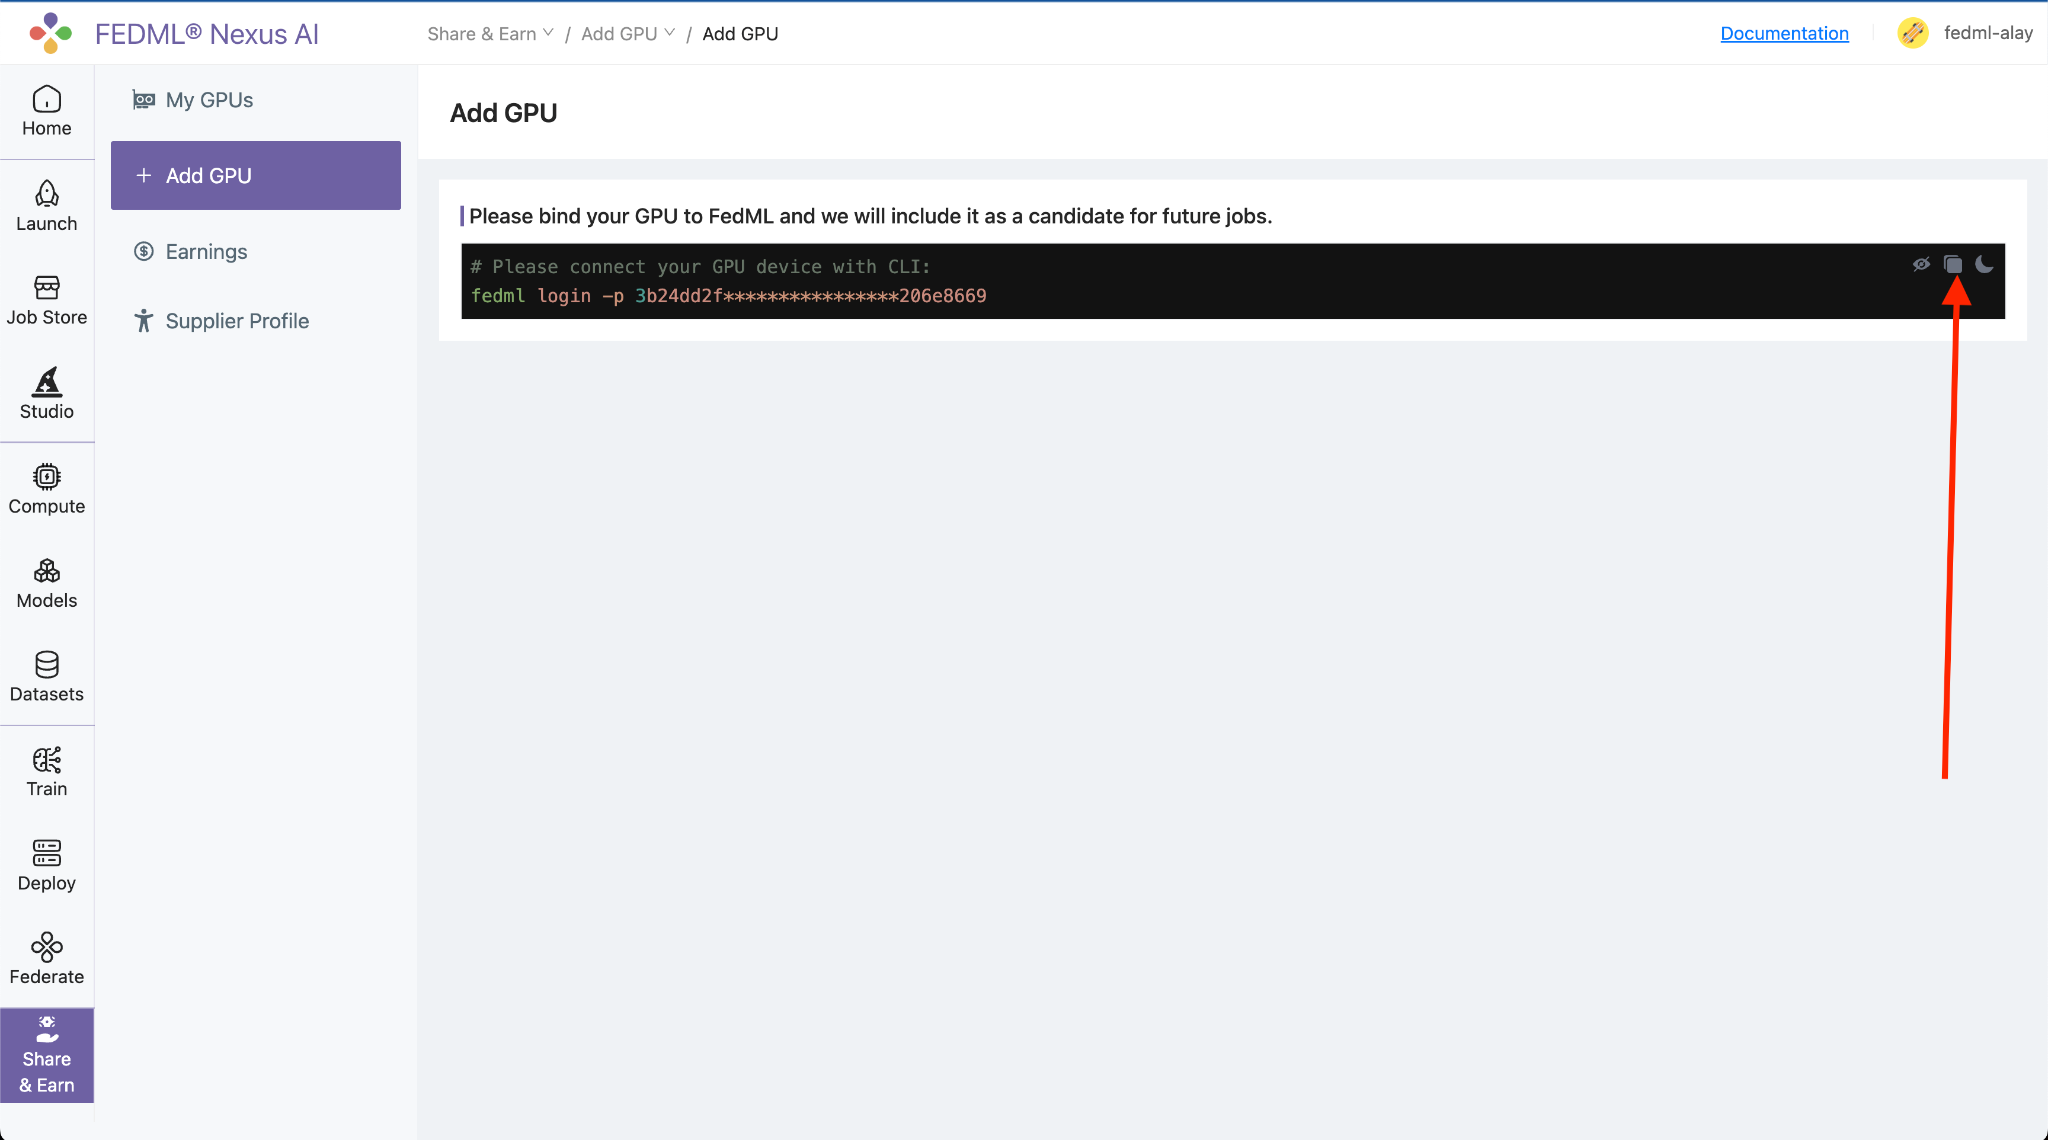 FEDML® Nexus AI
Share & Earn / Add GPU / Add GPU
Documentation
fedml-alay
Home
Launch
Job Store
Studio
Compute
Models
Datasets
Train
Deploy
Federate
Share
& Earn
My GPUs
+ Add GPU
Earnings
Supplier Profile
Add GPU
Please bind your GPU to FedML and we will include it as a candidate for future jobs.
# Please connect your GPU device with CLI:
fedml login -p 3b24dd2f****************206e8669